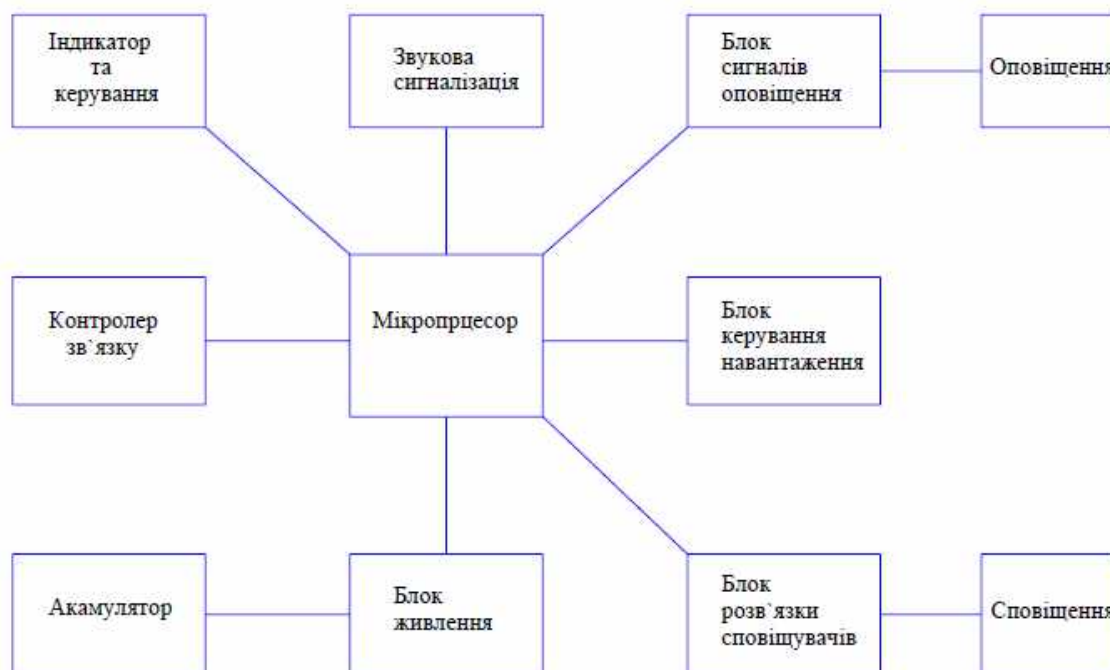 Індикатор
та
керування
Звукова
сигналізація
Блок
сигналів
оповіщення
Оповіщення
Контролер
зв`язку
Мікропрцесор
Блок
керування
навантаження
Акамулятор
Блок
живлення
Блок
розв`язки
сповіщувачів
Сповіщення